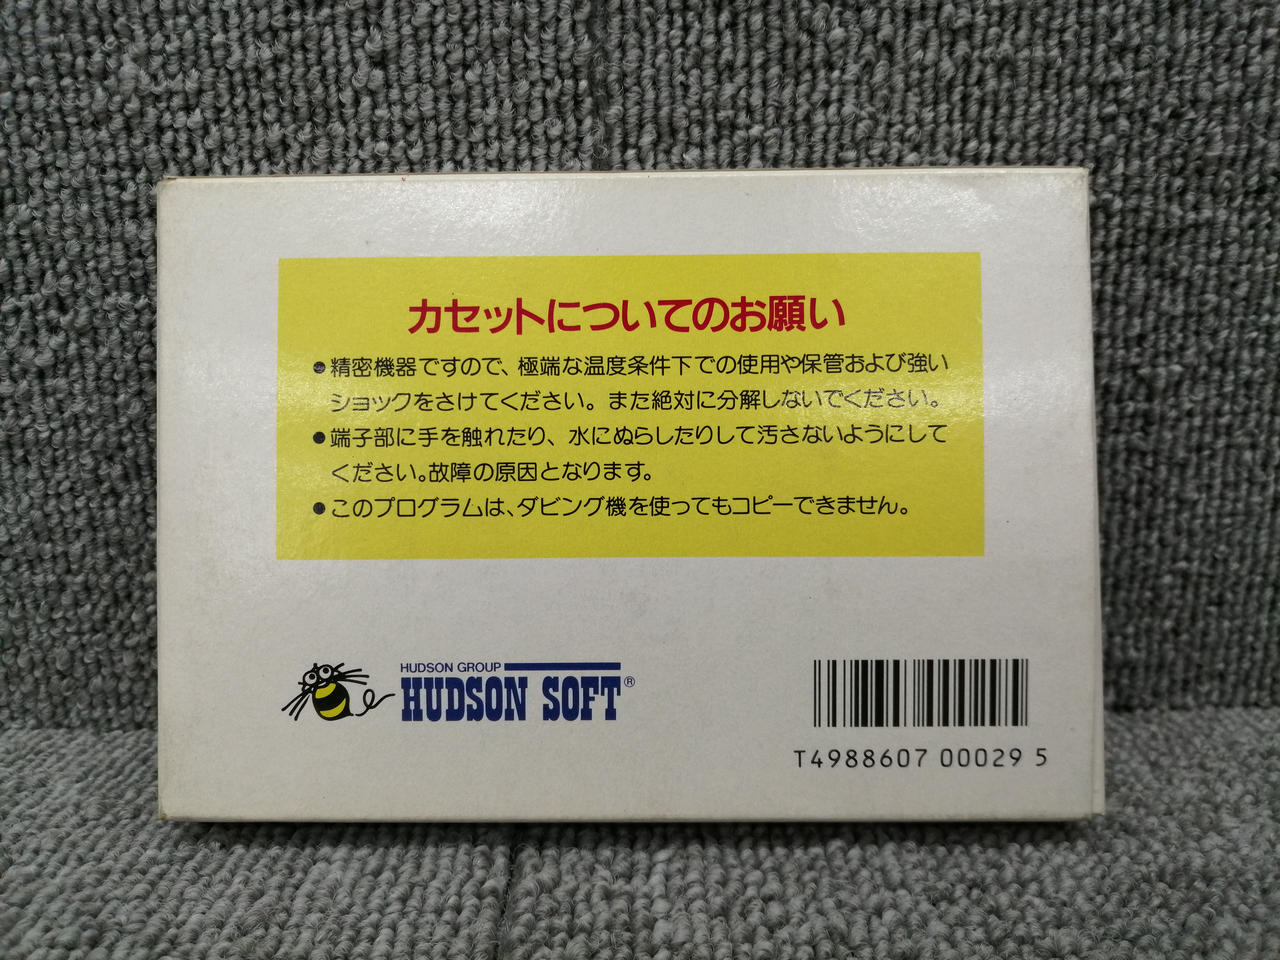 カセットについてのお願い
●精密機器ですので、極端な温度条件下での使用や保管および強い
ショックをさけてください。また絶対に分解しないでください。
●端子部に手を触れたり、水にぬらしたりして汚さないようにして
ください。故障の原因となります。
●このプログラムは、ダビング機を使ってもコピーできません。
HUDSON GROUP
HUDSON SOFT®
T4988607 00029 5